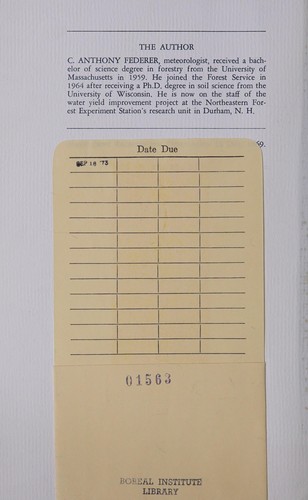 THE AUTHOR
C. ANTHONY FEDERER, meteorologist, received a bach-
elor of science degree in forestry from the University of
Massachusetts in 1959. He joined the Forest Service in
1964 after receiving a Ph.D. degree in soil science from the
University of Wisconsin. He is now on the staff of the
water yield improvement project at the Northeastern For-
est Experiment Station's research unit in Durham, N. H.
69.
Date Due
SEP 18 '73
01563
BOREAL INSTITUTE
LIBRARY